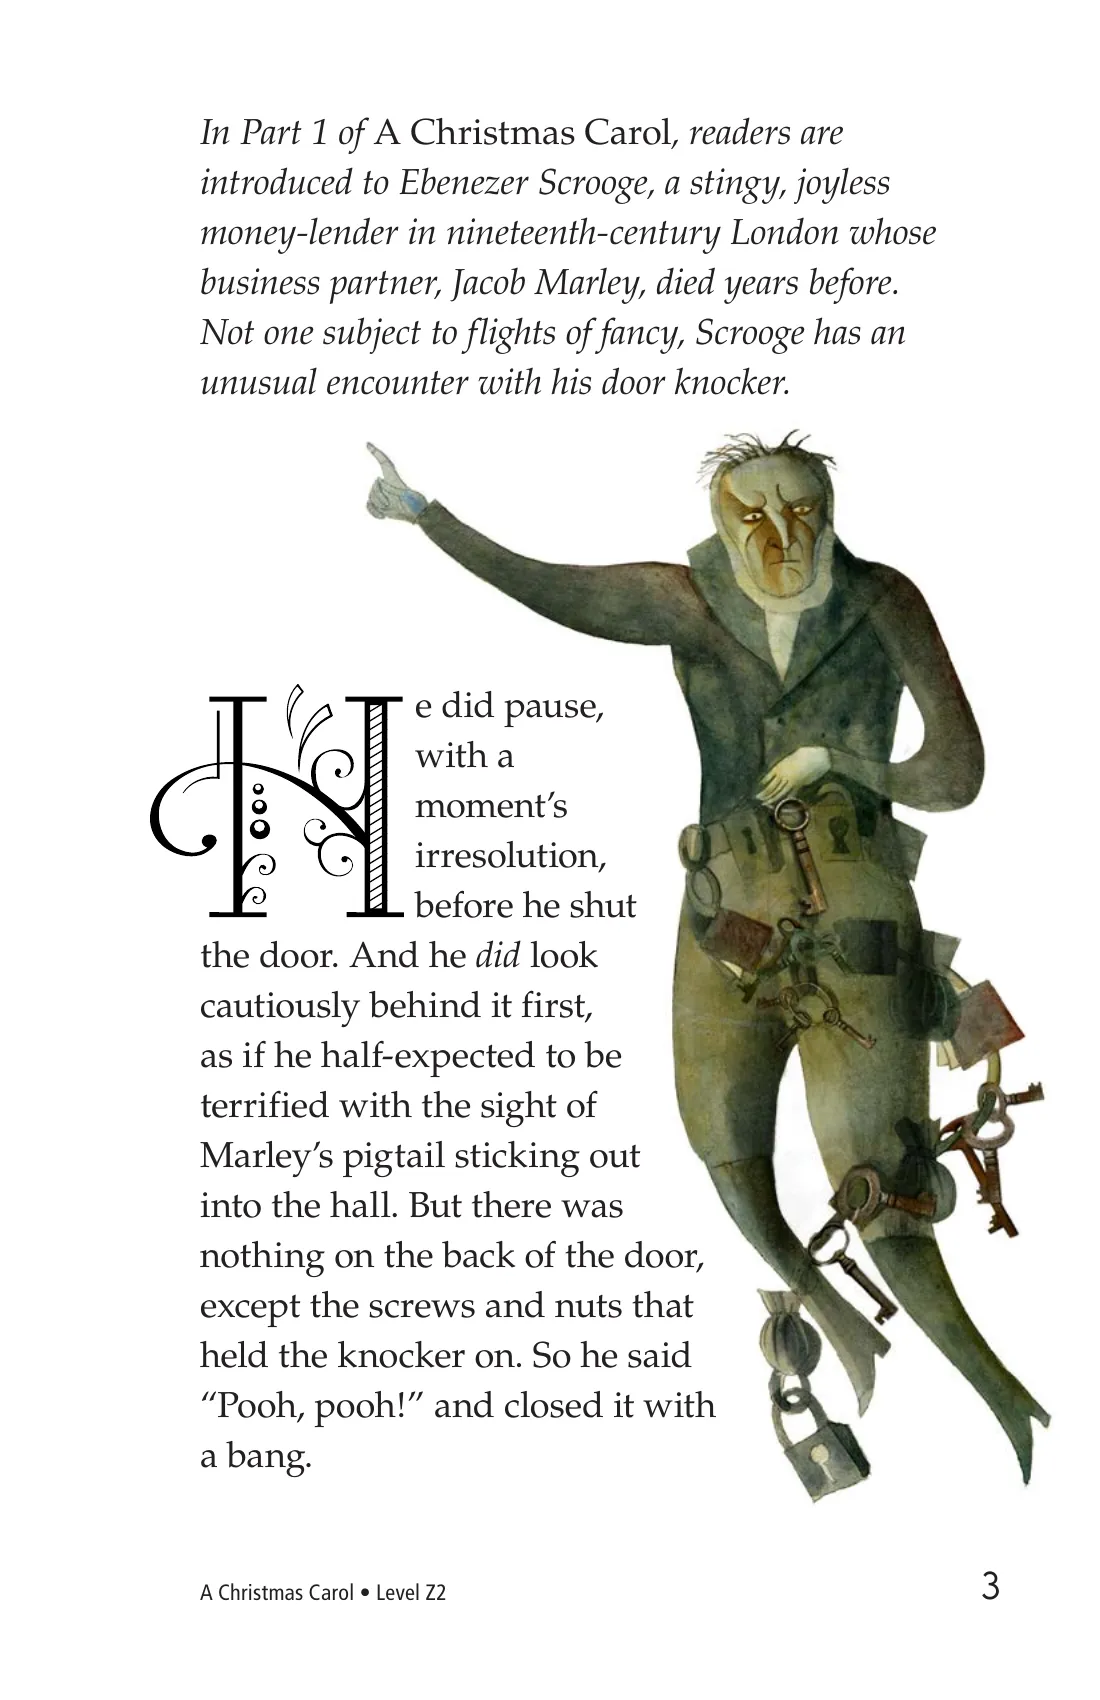 In Part 1 of A Christmas Carol, readers are
introduced to Ebenezer Scrooge, a stingy, joyless
money-lender in nineteenth-century London whose
business partner, Jacob Marley, died years before.
Not one subject to flights of fancy, Scrooge has an
unusual encounter with his door knocker.
He did pause,
with a
moment’s
irresolution,
before he shut
the door. And he did look
cautiously behind it first,
as if he half-expected to be
terrified with the sight of
Marley’s pigtail sticking out
into the hall. But there was
nothing on the back of the door,
except the screws and nuts that
held the knocker on. So he said
“Pooh, pooh!” and closed it with
a bang.
A Christmas Carol • Level Z2
3